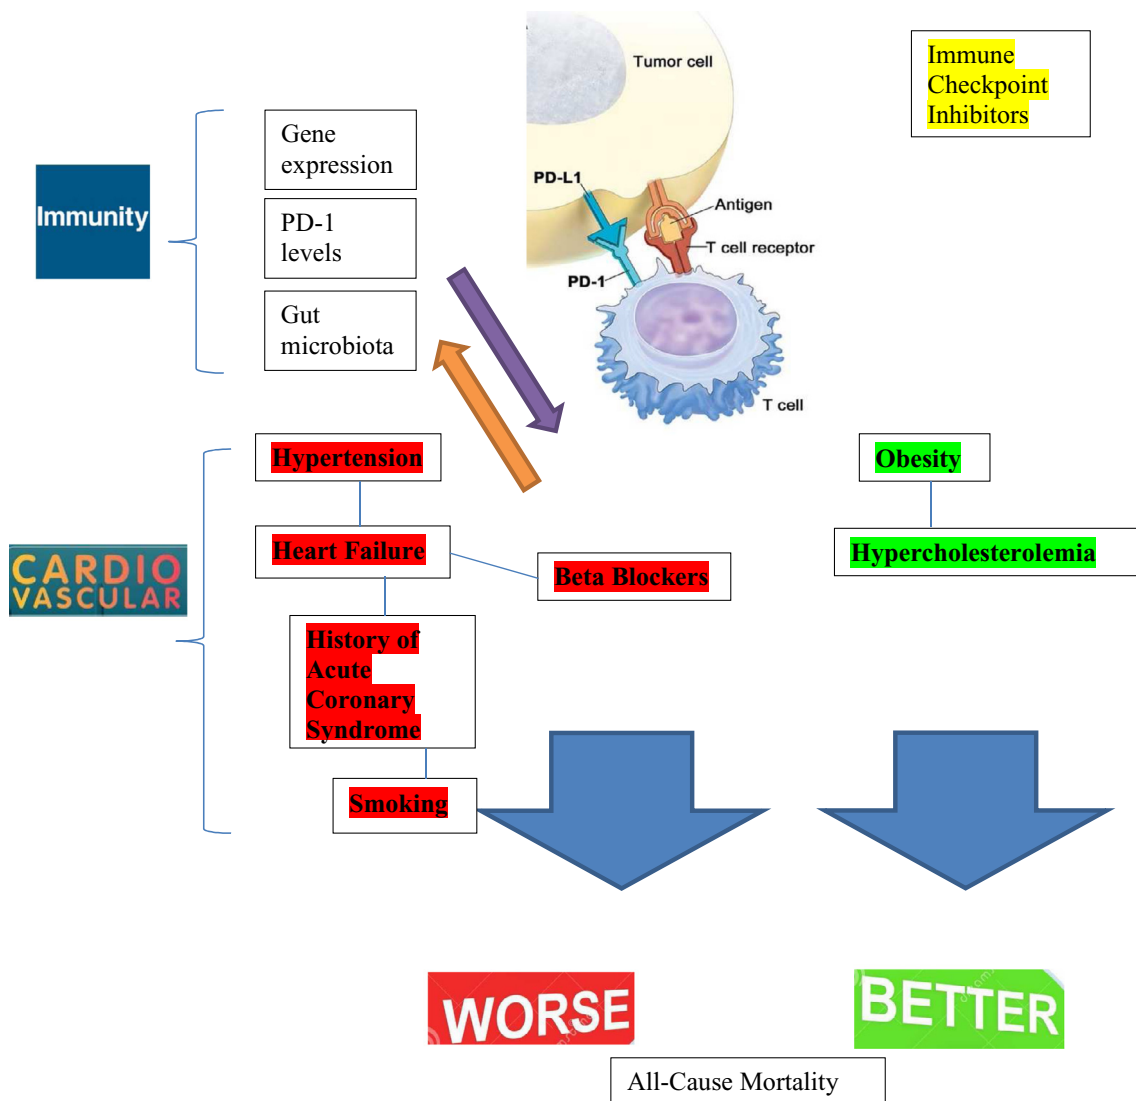 Tumor cell
Immune
Checkpoint
Inhibitors
Gene
expression
PD-L1
Immunity
Antigen
PD-1
levels
T cell receptor
PD-1
Gut
microbiota
T cell
Hypertension
Obesity
Heart Failure
Hypercholesterolemia
CARDIO
VASCULAR
Beta Blockers
History of
Acute
Coronary
Syndrome
Smoking
WORSE
BETTER
All-Cause Mortality